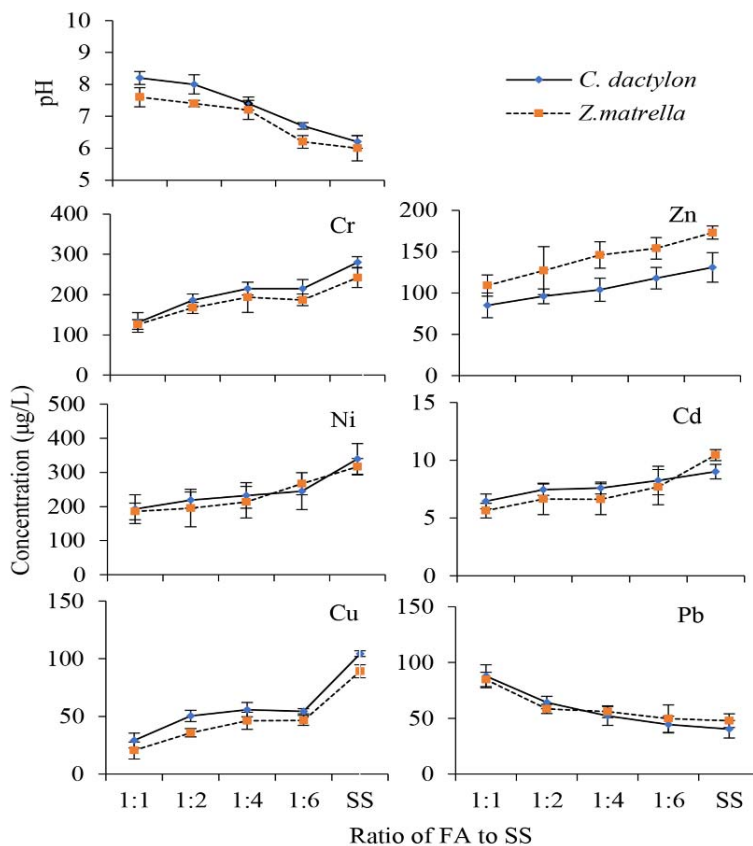 10
9
8
7
6
5
pH
C. dactylon
Z.matrella
400
300
200
100
0
Cr
200
150
100
50
0
Zn
500
400
300
200
100
0
Ni
15
10
5
0
Cd
150
100
50
0
Cu
150
100
50
0
Pb
Concentration (µg/L)
1:1 1:2 1:4 1:6 SS
1:1 1:2 1:4 1:6 SS
Ratio of FA to SS